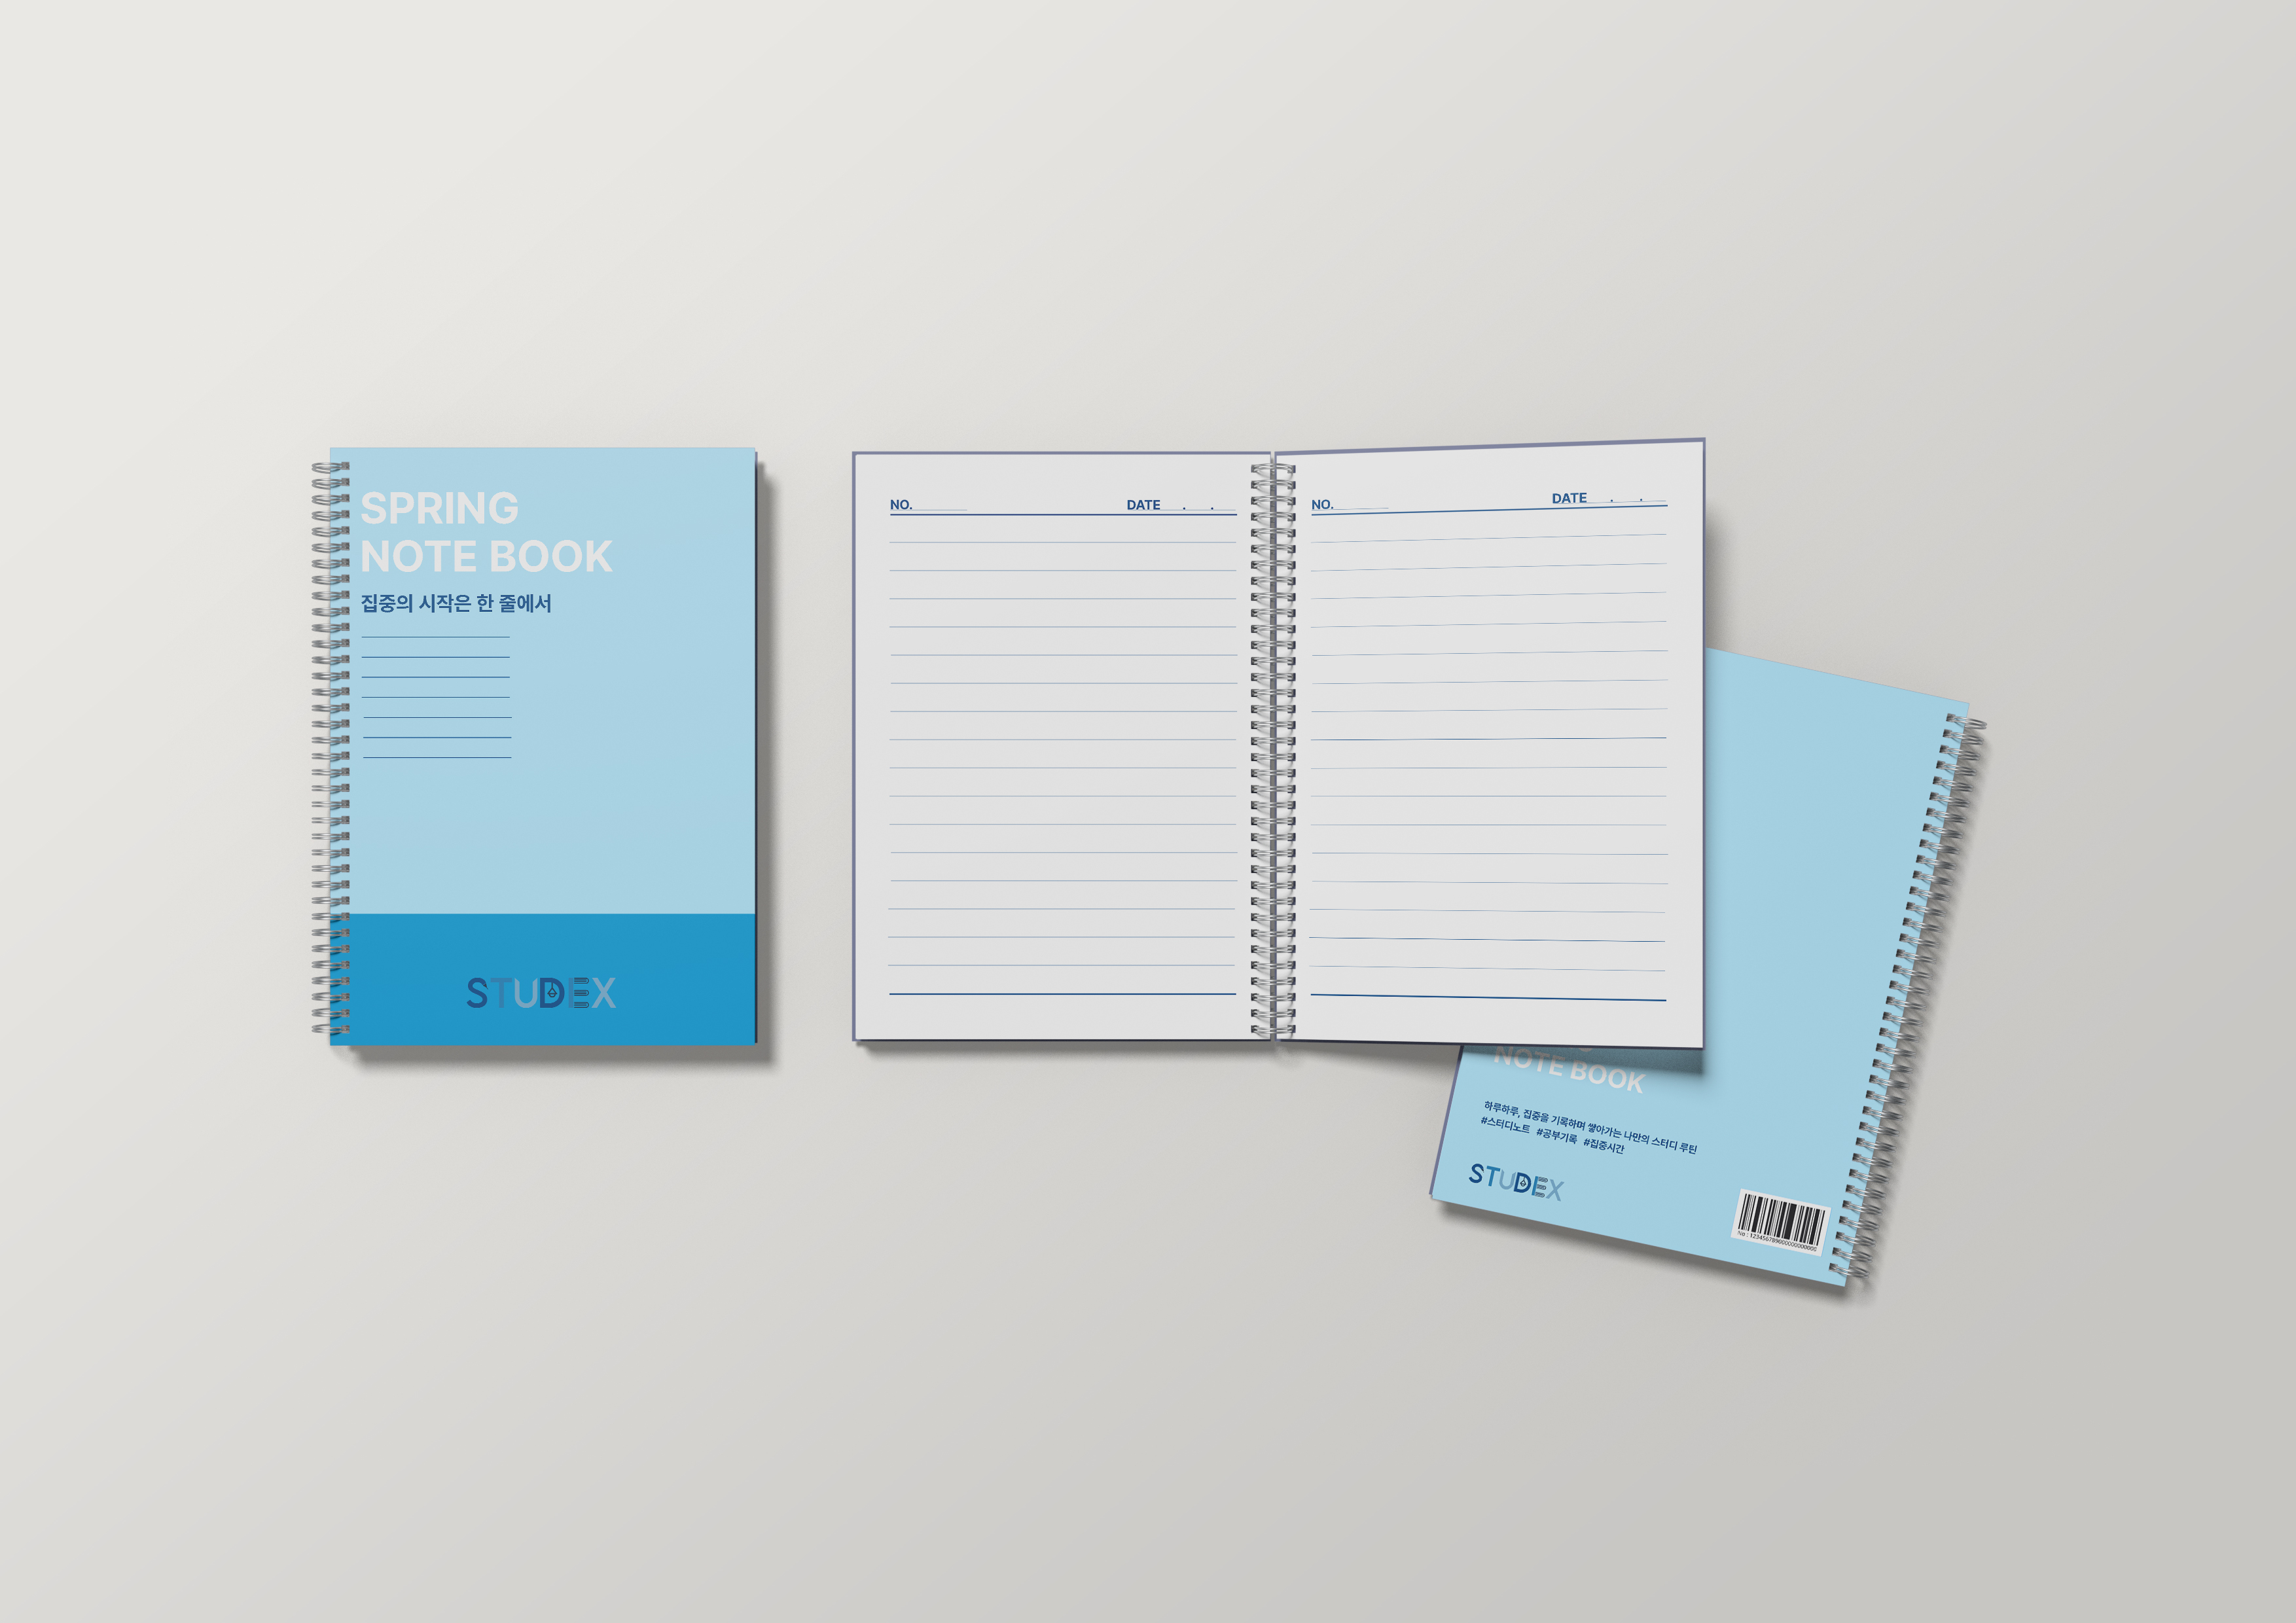 SPRING
NOTE BOOK
집중의 시작은 한 줄에서
STUDEX
NO.
DATE . .
NO.
DATE . .
NOTE BOOK
하루하루, 집중을 기록하며 쌓아가는 나만의 스터디 루틴
#스터디노트 #공부기록 #집중시간
STUDEX